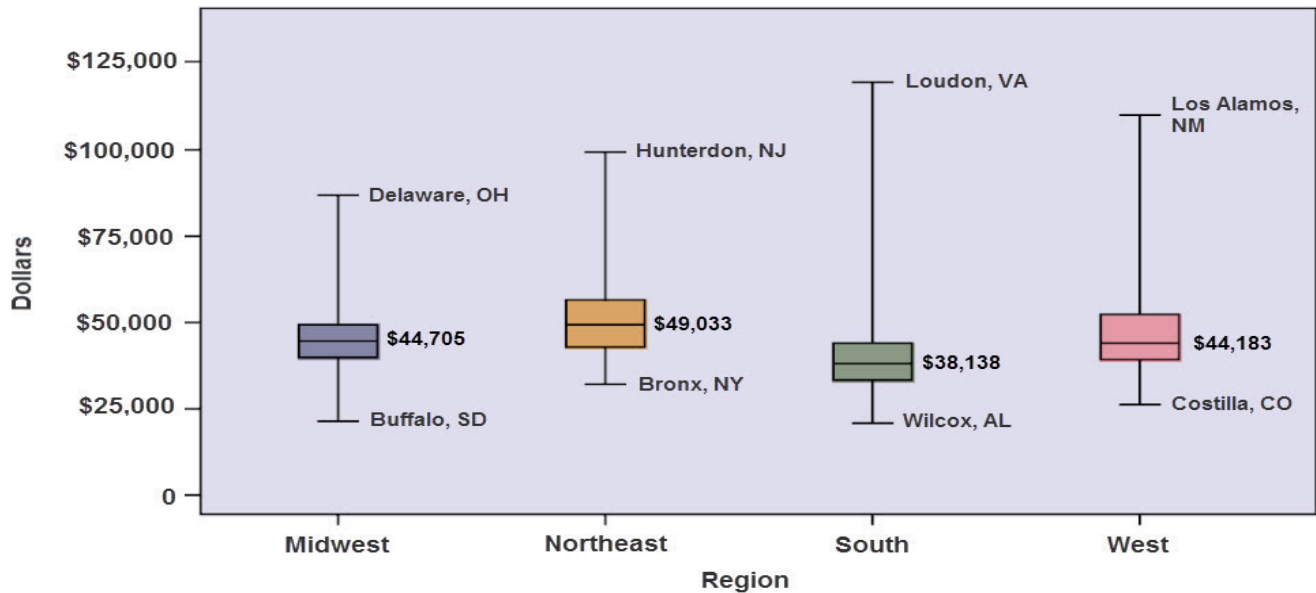 $125,000
$100,000
$75,000
$50,000
$25,000
0
Dollars
Loudon, VA
Los Alamos,
NM
Hunterdon, NJ
Delaware, OH
$44,705
$49,033
$38,138
$44,183
Buffalo, SD
Bronx, NY
Wilcox, AL
Costilla, CO
Midwest
Northeast
South
West
Region